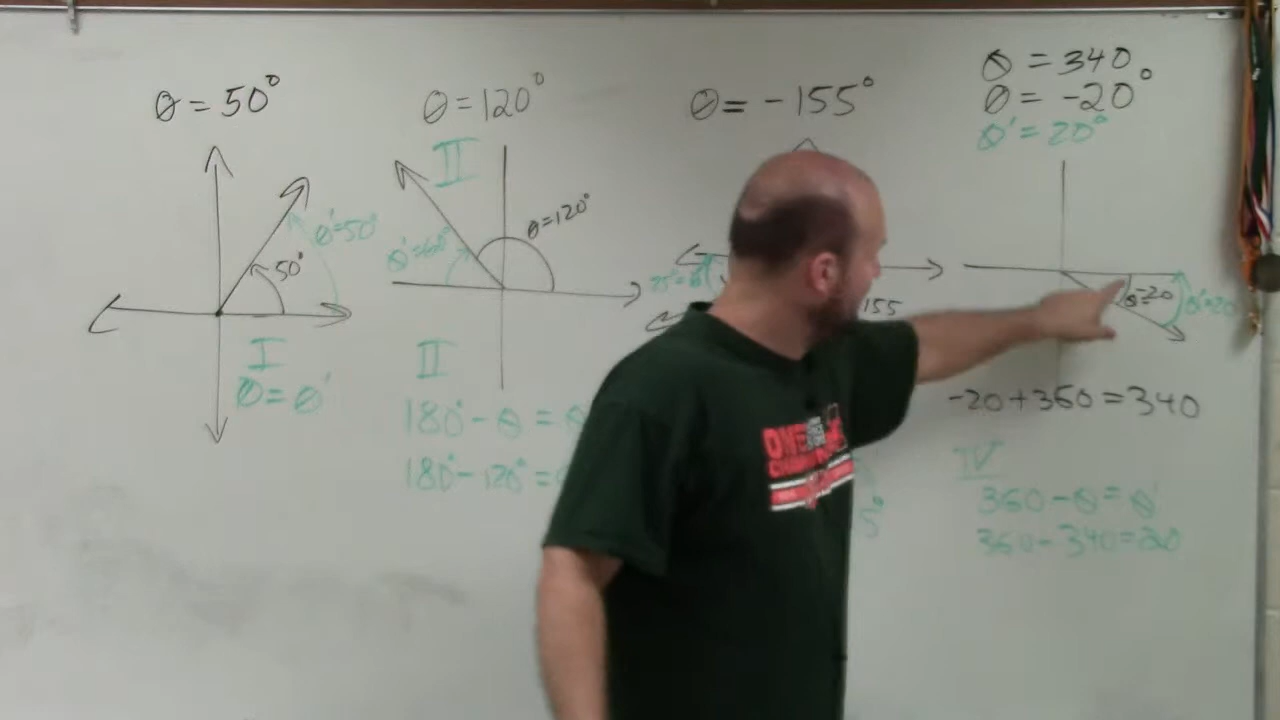 θ = 50°
θ'=50°
50°
I
θ = θ'
θ = 120°
II
θ=120°
θ'=60°
II
180° - θ =
180° - 120° =
θ = -155°
155
5°
θ = 340
θ = -20°
θ' = 20°
θ=-20
θ'=20
-20+360=340
IV
360 - θ = θ'
360 - 340 = 20